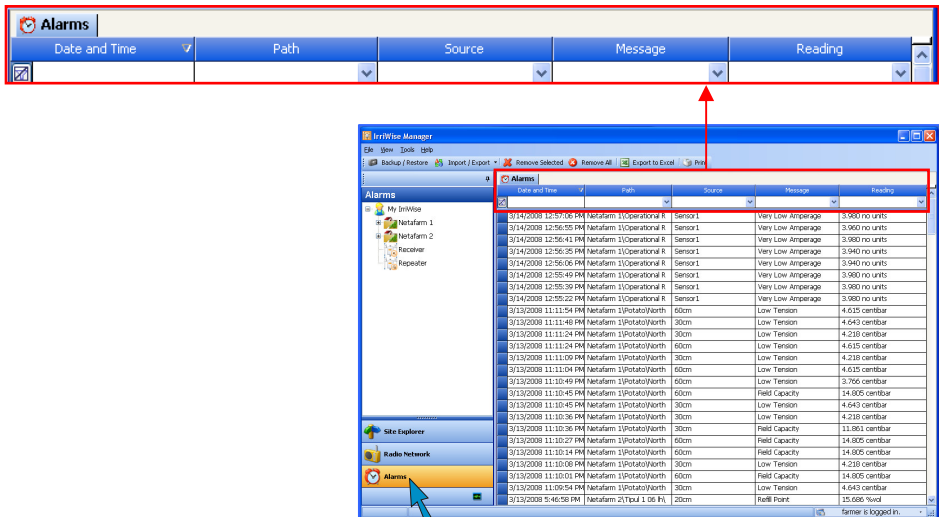 Alarms
Date and Time Path Source Message Reading
IrriWise Manager
File View Tools Help
Backup / Restore Import / Export Remove Selected Remove All Export to Excel Print
Alarms
Alarms
Date and Time Path Source Message Reading
My IrriWise
Netafarm 1
Netafarm 2
Receiver
Repeater
3/14/2008 12:57:06 PM Netafarm 1\Operational R Sensor1 Very Low Amperage 3.980 no units
3/14/2008 12:56:55 PM Netafarm 1\Operational R Sensor1 Very Low Amperage 3.960 no units
3/14/2008 12:56:41 PM Netafarm 1\Operational R Sensor1 Very Low Amperage 3.980 no units
3/14/2008 12:56:35 PM Netafarm 1\Operational R Sensor1 Very Low Amperage 3.940 no units
3/14/2008 12:56:06 PM Netafarm 1\Operational R Sensor1 Very Low Amperage 3.940 no units
3/14/2008 12:55:49 PM Netafarm 1\Operational R Sensor1 Very Low Amperage 3.980 no units
3/14/2008 12:55:39 PM Netafarm 1\Operational R Sensor1 Very Low Amperage 3.980 no units
3/14/2008 12:55:22 PM Netafarm 1\Operational R Sensor1 Very Low Amperage 3.980 no units
3/13/2008 11:11:54 PM Netafarm 1\Potato\North 60cm Low Tension 4.615 centibar
3/13/2008 11:11:48 PM Netafarm 1\Potato\North 30cm Low Tension 4.643 centibar
3/13/2008 11:11:24 PM Netafarm 1\Potato\North 30cm Low Tension 4.218 centibar
3/13/2008 11:11:24 PM Netafarm 1\Potato\North 60cm Low Tension 4.615 centibar
3/13/2008 11:11:09 PM Netafarm 1\Potato\North 30cm Low Tension 4.218 centibar
3/13/2008 11:11:04 PM Netafarm 1\Potato\North 60cm Low Tension 4.615 centibar
3/13/2008 11:10:49 PM Netafarm 1\Potato\North 60cm Low Tension 3.766 centibar
3/13/2008 11:10:45 PM Netafarm 1\Potato\North 60cm Field Capacity 14.805 centibar
3/13/2008 11:10:45 PM Netafarm 1\Potato\North 30cm Low Tension 4.643 centibar
3/13/2008 11:10:36 PM Netafarm 1\Potato\North 30cm Low Tension 4.218 centibar
3/13/2008 11:10:36 PM Netafarm 1\Potato\North 30cm Field Capacity 11.861 centibar
3/13/2008 11:10:27 PM Netafarm 1\Potato\North 60cm Field Capacity 14.805 centibar
3/13/2008 11:10:14 PM Netafarm 1\Potato\North 60cm Field Capacity 14.805 centibar
3/13/2008 11:10:08 PM Netafarm 1\Potato\North 30cm Low Tension 4.218 centibar
3/13/2008 11:10:01 PM Netafarm 1\Potato\North 60cm Field Capacity 14.805 centibar
3/13/2008 11:09:54 PM Netafarm 1\Potato\North 30cm Low Tension 4.643 centibar
3/13/2008 5:46:58 PM Netafarm 2\Tipul 1 06 lh\ 20cm Refill Point 15.686 %vol
Site Explorer
Radio Network
Alarms
farmer is logged in.